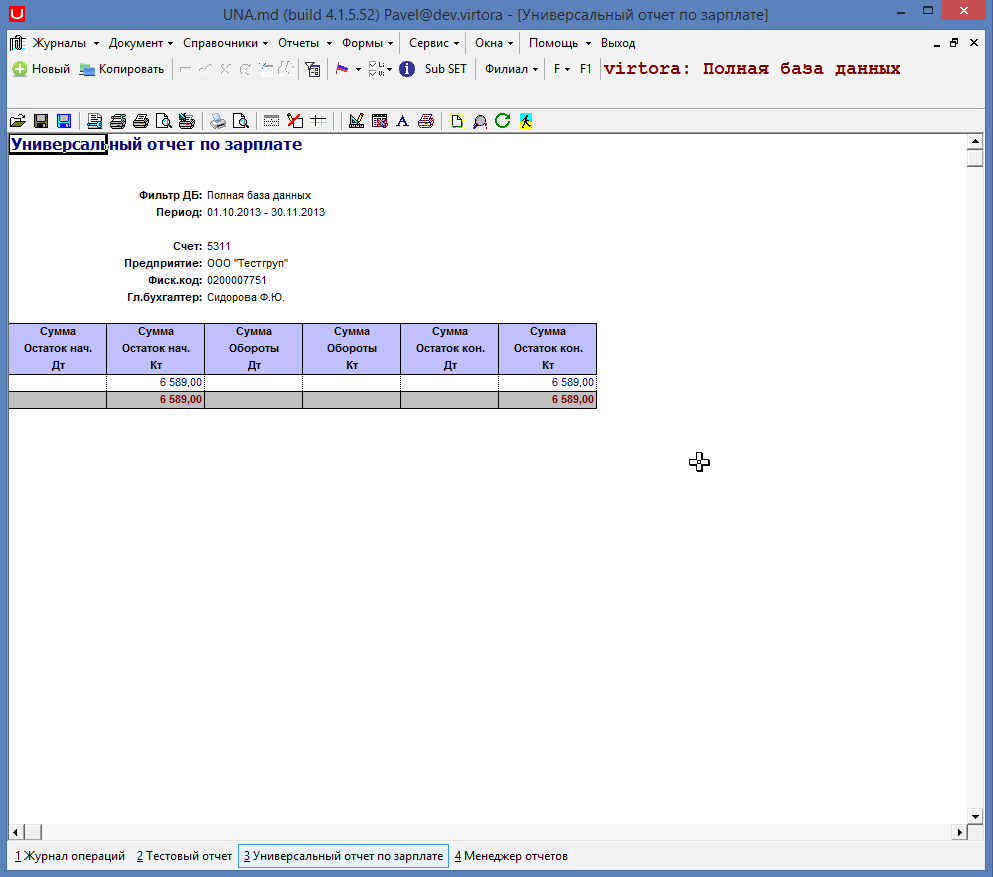 UNA.md (build 4.1.5.52) Pavel@dev.virtora - [Универсальный отчет по зарплате]
Журналы Документ Справочники Отчеты Формы Сервис Окна Помощь Выход
Новый Копировать Sub SET Филиал F F1 virtora: Полная база данных
Универсальный отчет по зарплате
Фильтр ДБ: Полная база данных
Период: 01.10.2013 - 30.11.2013
Счет: 5311
Предприятие: ООО "Тестгруп"
Фиск.код: 0200007751
Гл.бухгалтер: Сидорова Ф.Ю.
Сумма Сумма Сумма Сумма Сумма Сумма
Остаток нач. Остаток нач. Обороты Обороты Остаток кон. Остаток кон.
Дт Кт Дт Кт Дт Кт
6 589,00 6 589,00
6 589,00 6 589,00
1 Журнал операций 2 Тестовый отчет 3 Универсальный отчет по зарплате 4 Менеджер отчетов